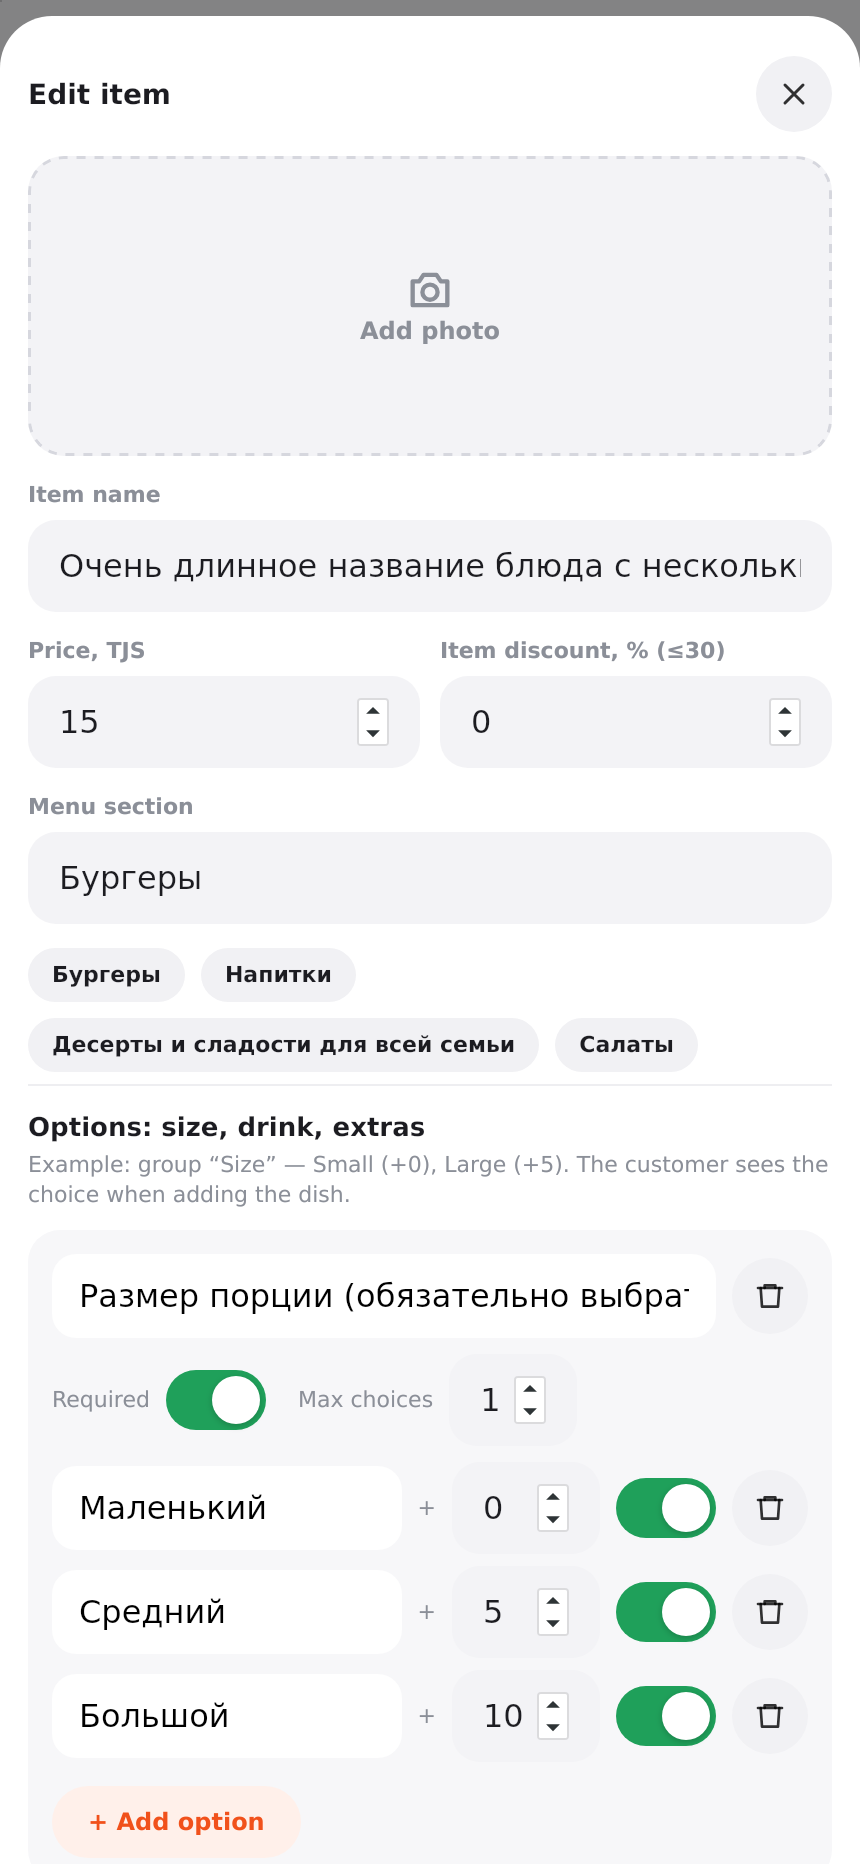 Edit item
Add photo
Item name
Очень длинное название блюда с нескольк
Price, TJS
Item discount, % (≤30)
15
0
Menu section
Бургеры
Бургеры
Напитки
Десерты и сладости для всей семьи
Салаты
Options: size, drink, extras
Example: group “Size” — Small (+0), Large (+5). The customer sees the
choice when adding the dish.
Размер порции (обязательно выбрат
Required
Max choices
1
Маленький
+
0
Средний
+
5
Большой
+
10
+ Add option